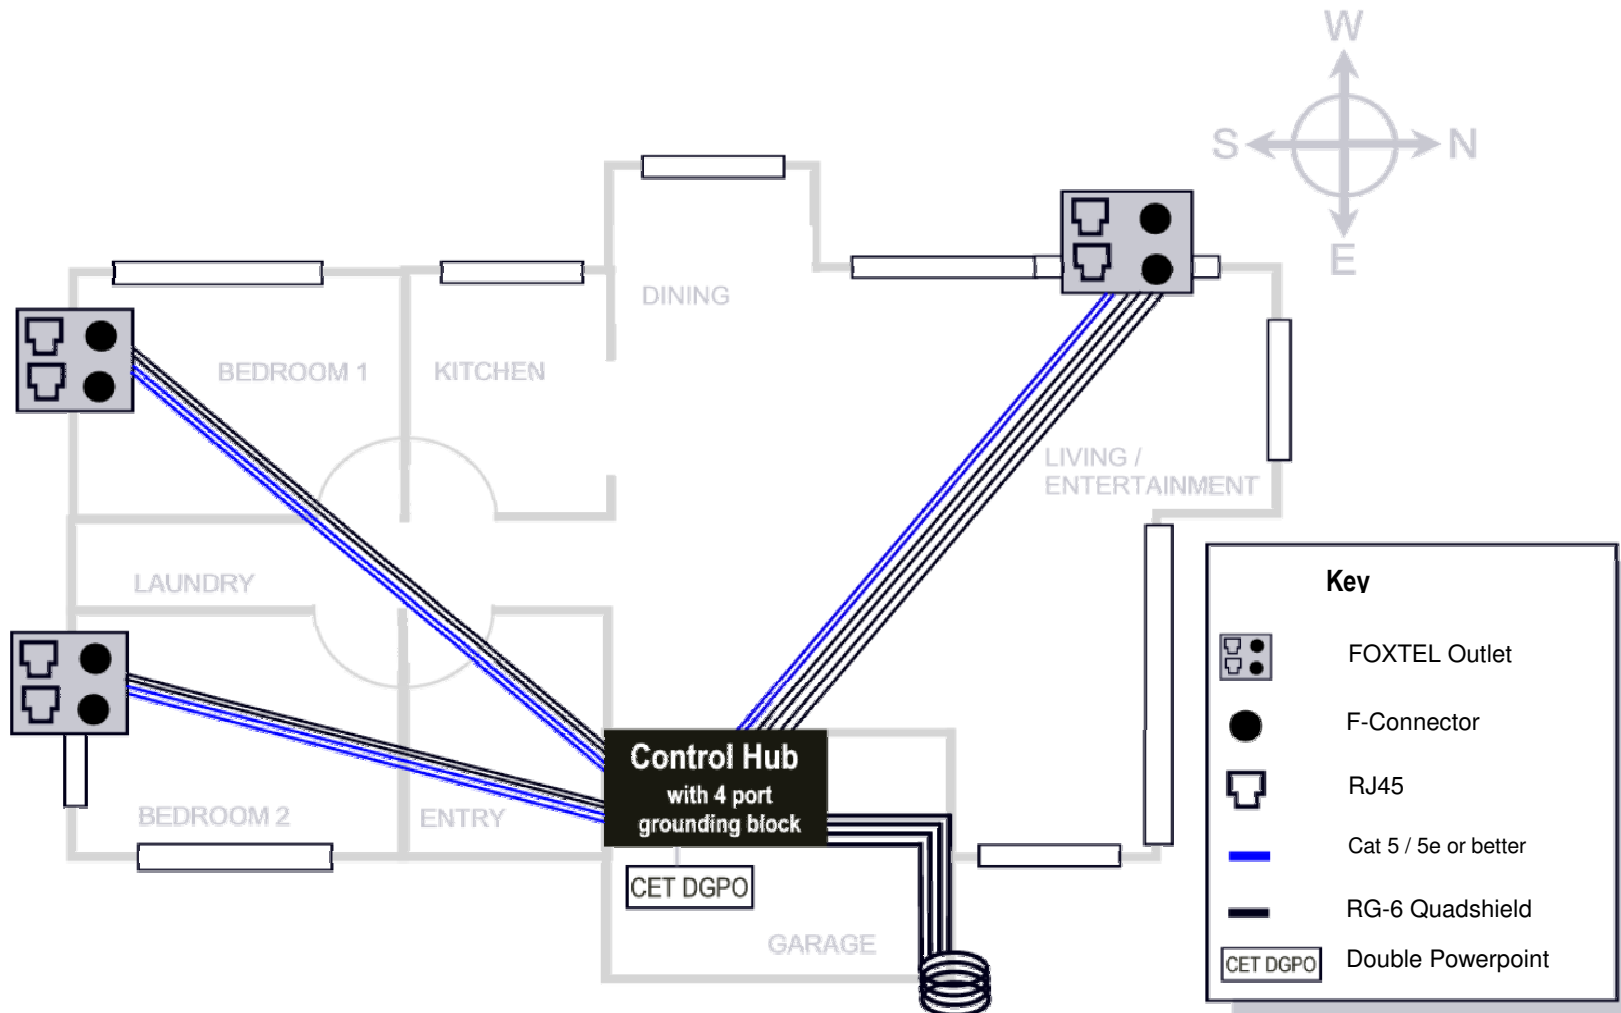 W
S
N
E
DINING
BEDROOM 1
KITCHEN
LIVING /
ENTERTAINMENT
LAUNDRY
Control Hub
with 4 port
grounding block
BEDROOM 2
ENTRY
CET DGPO
GARAGE
Key
FOXTEL Outlet
F-Connector
RJ45
Cat 5 / 5e or better
RG-6 Quadshield
CET DGPO
Double Powerpoint